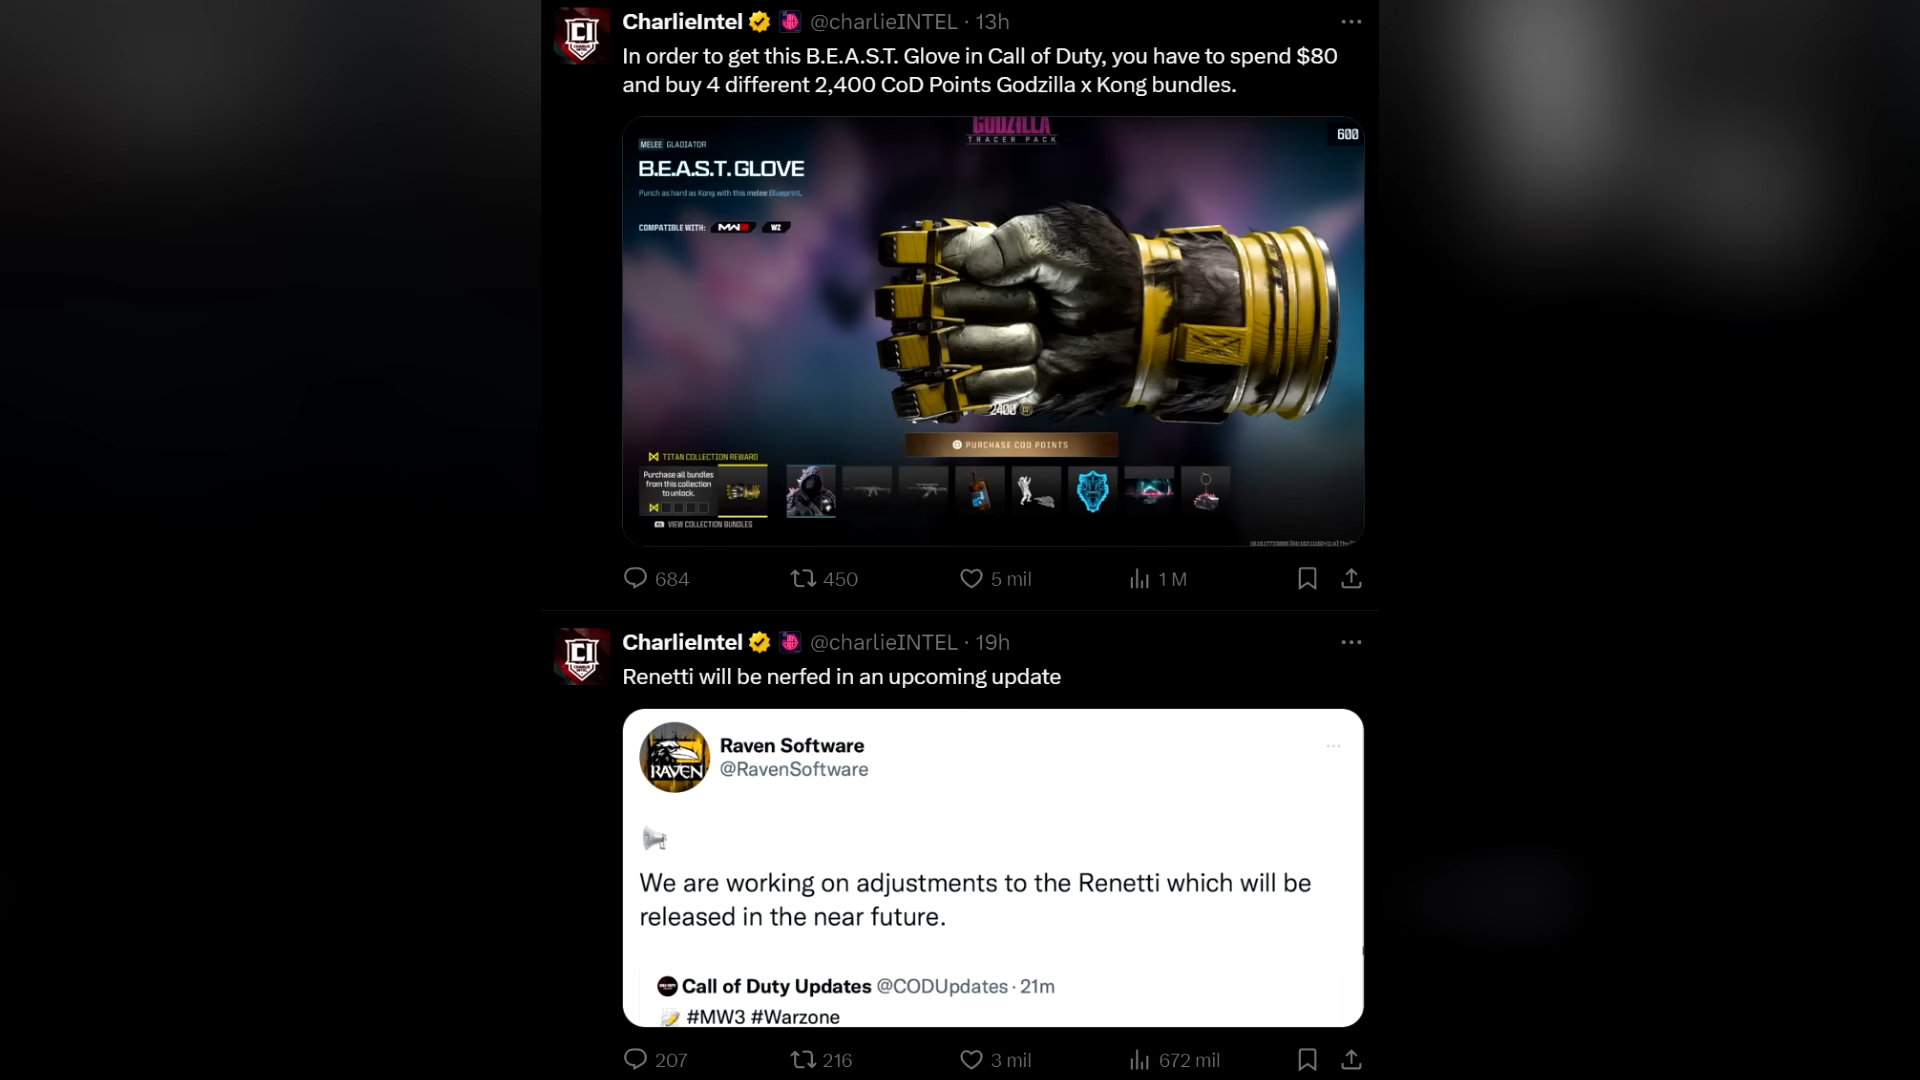 CharlieIntel @charlieINTEL · 13h
In order to get this B.E.A.S.T. Glove in Call of Duty, you have to spend $80
and buy 4 different 2,400 CoD Points Godzilla x Kong bundles.
GODZILLA
TRACER PACK
600
MELEE GLADIATOR
B.E.A.S.T. GLOVE
Punch as hard as Kong with this melee Blueprint.
COMPATIBLE WITH: MWIII WZ
2400
PURCHASE COD POINTS
TITAN COLLECTION REWARD
Purchase all bundles
from this collection
to unlock.
VIEW COLLECTION BUNDLES
684 450 5 mil 1 M
CharlieIntel @charlieINTEL · 19h
Renetti will be nerfed in an upcoming update
Raven Software
@RavenSoftware
RAVEN
We are working on adjustments to the Renetti which will be
released in the near future.
Call of Duty Updates @CODUpdates · 21m
#MW3 #Warzone
207 216 3 mil 672 mil